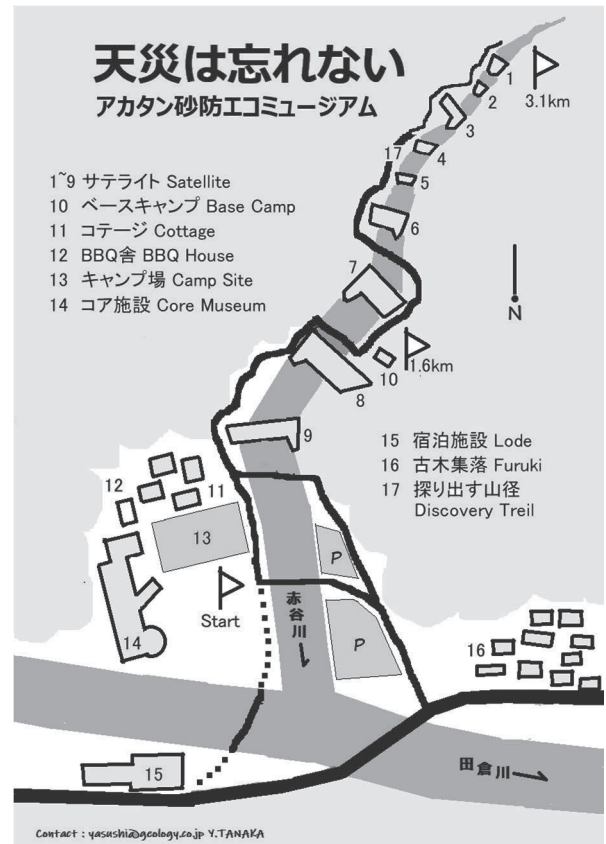 天災は忘れない
アカタン砂防エコミュージアム
1~9 サテライト Satellite
10 ベースキャンプ Base Camp
11 コテージ Cottage
12 BBQ舎 BBQ House
13 キャンプ場 Camp Site
14 コア施設 Core Museum
1
2
3.1km
3
17
4
5
6
N
7
1.6km
10
8
9
15 宿泊施設 Lode
16 古木集落 Furuki
17 探り出す山径
Discovery Treil
12
11
13
P
Start
赤谷川
14
P
16
15
田倉川
Contact : yasushi@geology.co.jp Y.TANAKA